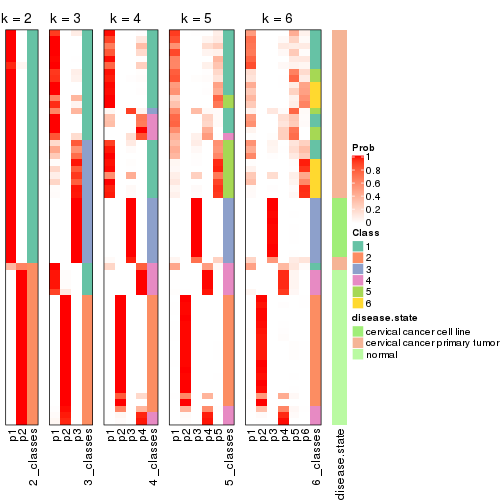 k = 2 k = 3 k = 4 k = 5 k = 6
Prob
1
0.8
0.6
0.4
0.2
0
Class
1
2
3
4
5
6
disease.state
cervical cancer cell line
cervical cancer primary tumor
normal
p1 p2 2_classes p1 p2 p3 3_classes p1 p2 p3 p4 4_classes p1 p2 p3 p4 p5 5_classes p1 p2 p3 p4 p5 p6 6_classes disease.state